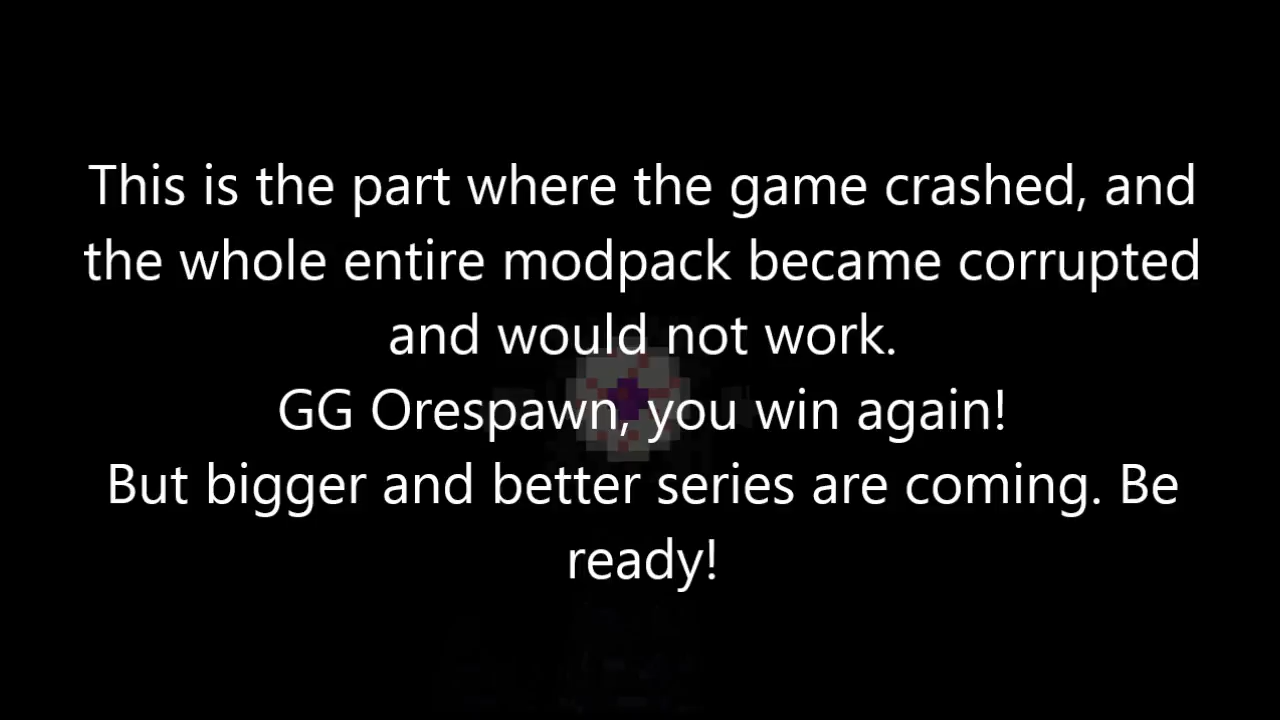 This is the part where the game crashed, and
the whole entire modpack became corrupted
and would not work.
GG Orespawn, you win again!
But bigger and better series are coming. Be
ready!